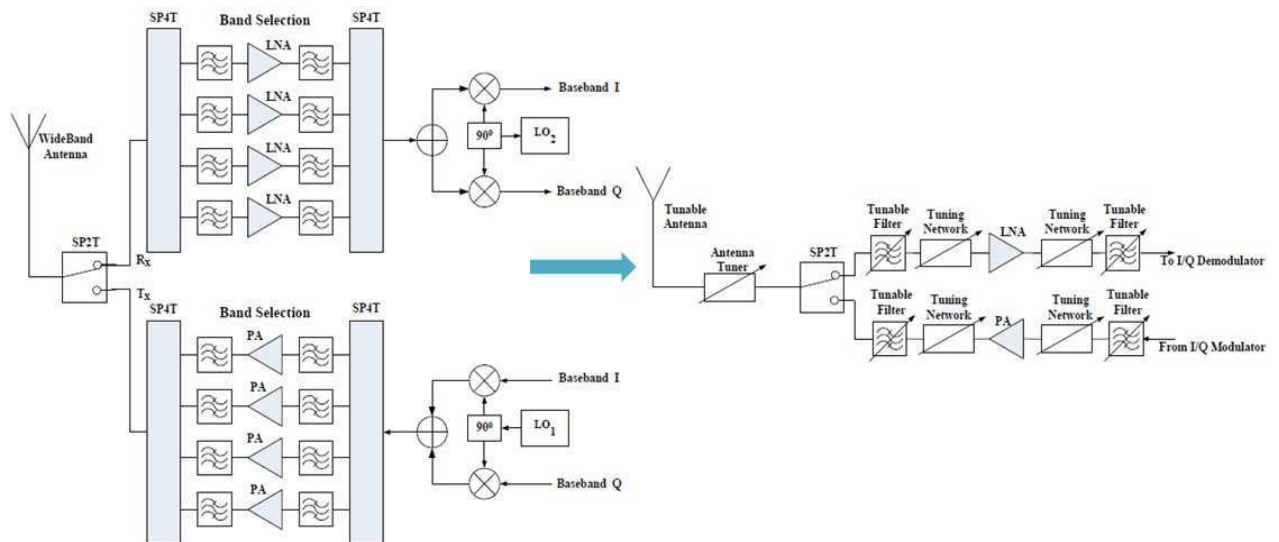 SP4T
Band Selection
SP4T
LNA
LNA
LNA
LNA
WideBand
Antenna
Baseband I
90⁰
LO₂
Baseband Q
SP2T
Rx
Tx
SP4T
Band Selection
SP4T
PA
PA
PA
PA
Baseband I
90⁰
LO₁
Baseband Q
Tunable
Antenna
Antenna
Tuner
SP2T
Tunable
Filter
Tuning
Network
LNA
Tuning
Network
Tunable
Filter
To I/Q Demodulator
Tunable
Filter
Tuning
Network
PA
Tuning
Network
Tunable
Filter
From I/Q Modulator